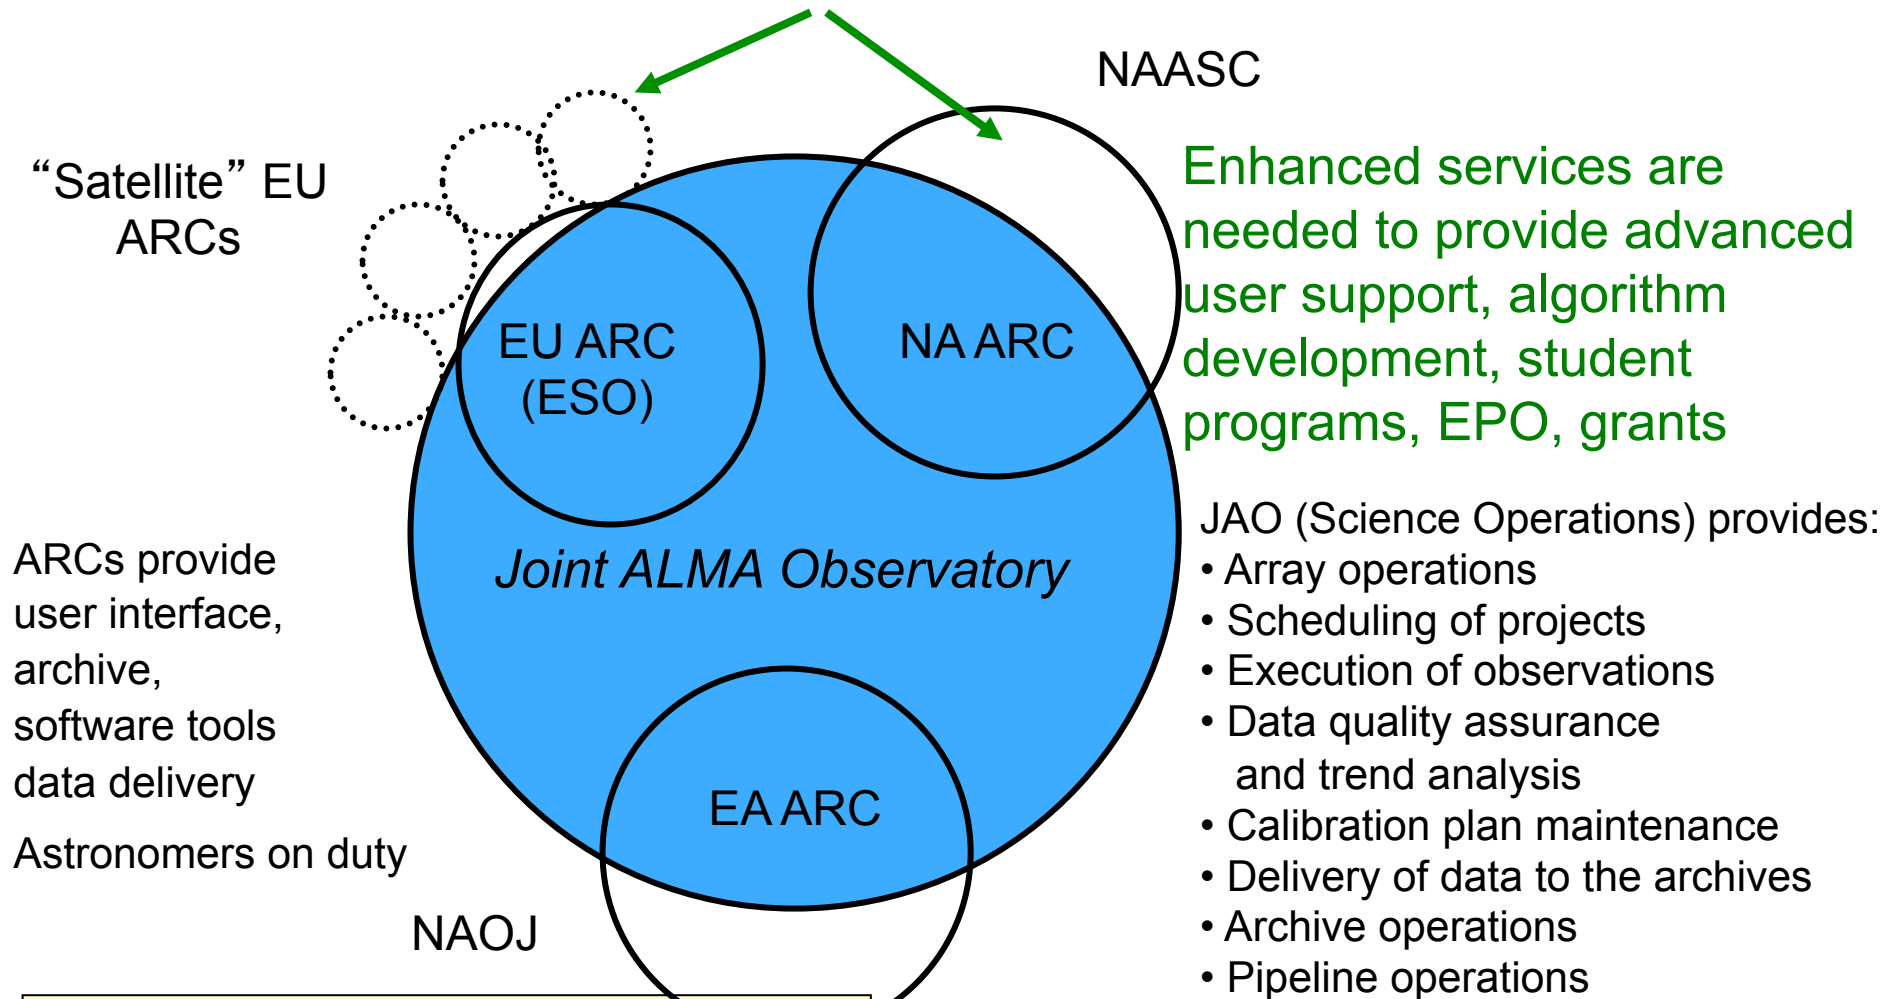 NAASC
“Satellite” EU
ARCs
Enhanced services are
needed to provide advanced
user support, algorithm
development, student
programs, EPO, grants
EU ARC
(ESO)
NA ARC
Joint ALMA Observatory
ARCs provide
user interface,
archive,
software tools
data delivery
Astronomers on duty
EA ARC
NAOJ
JAO (Science Operations) provides:
• Array operations
• Scheduling of projects
• Execution of observations
• Data quality assurance
and trend analysis
• Calibration plan maintenance
• Delivery of data to the archives
• Archive operations
• Pipeline operations